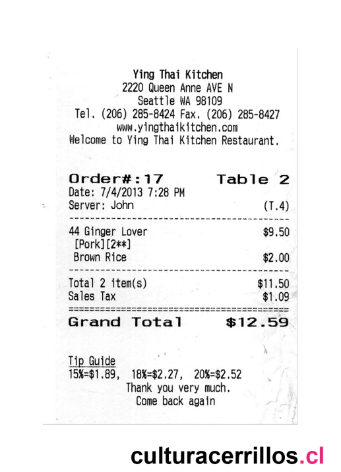 Ying Thai Kitchen
2220 Queen Anne AVE N
Seattle WA 98109
Tel. (206) 285-8424 Fax. (206) 285-8427
www.yingthaikitchen.com
Welcome to Ying Thai Kitchen Restaurant.
Order#:17 Table 2
Date: 7/4/2013 7:28 PM
Server: John (T.4)
44 Ginger Lover $9.50
[Pork][2**]
Brown Rice $2.00
Total 2 item(s) $11.50
Sales Tax $1.09
Grand Total $12.59
Tip Guide
15%=$1.89, 18%=$2.27, 20%=$2.52
Thank you very much.
Come back again
culturacerrillos.cl